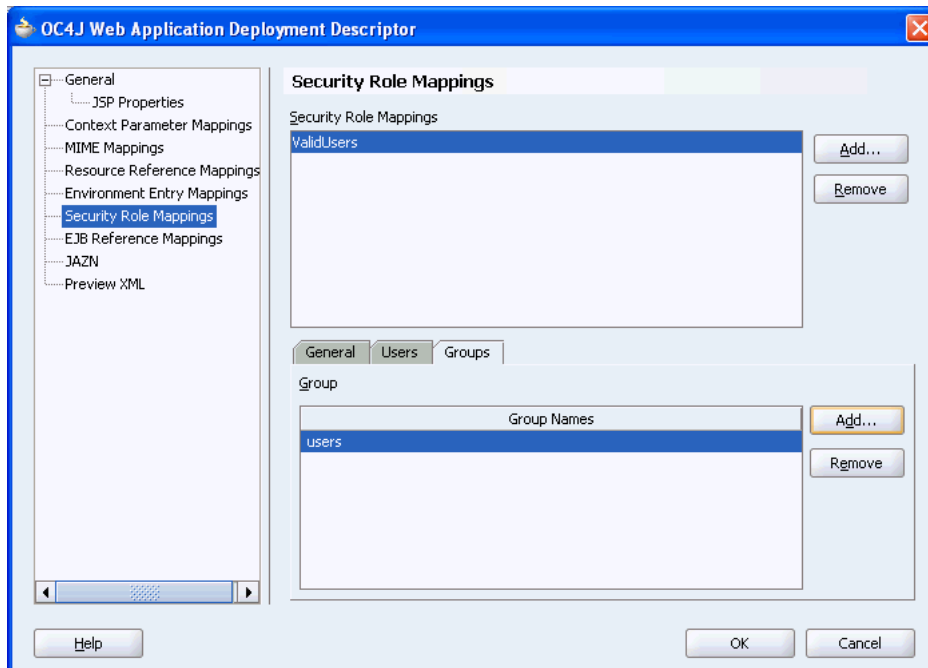 OC4J Web Application Deployment Descriptor
General
JSP Properties
Context Parameter Mappings
MIME Mappings
Resource Reference Mappings
Environment Entry Mappings
Security Role Mappings
EJB Reference Mappings
JAZN
Preview XML
Security Role Mappings
Security Role Mappings
ValidUsers
Add...
Remove
General Users Groups
Group
Group Names
users
Add...
Remove
Help
OK
Cancel